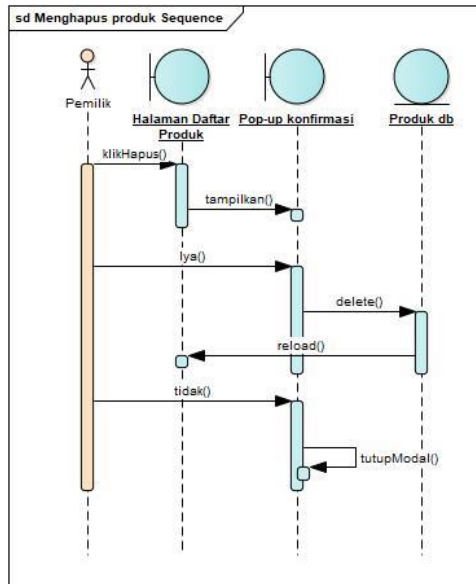 sd Menghapus produk Sequence
Pemilik
Halaman Daftar
Produk
Pop-up konfirmasi
Produk db
klikHapus()
tampilkan()
Iya()
delete()
reload()
tidak()
tutupModal()